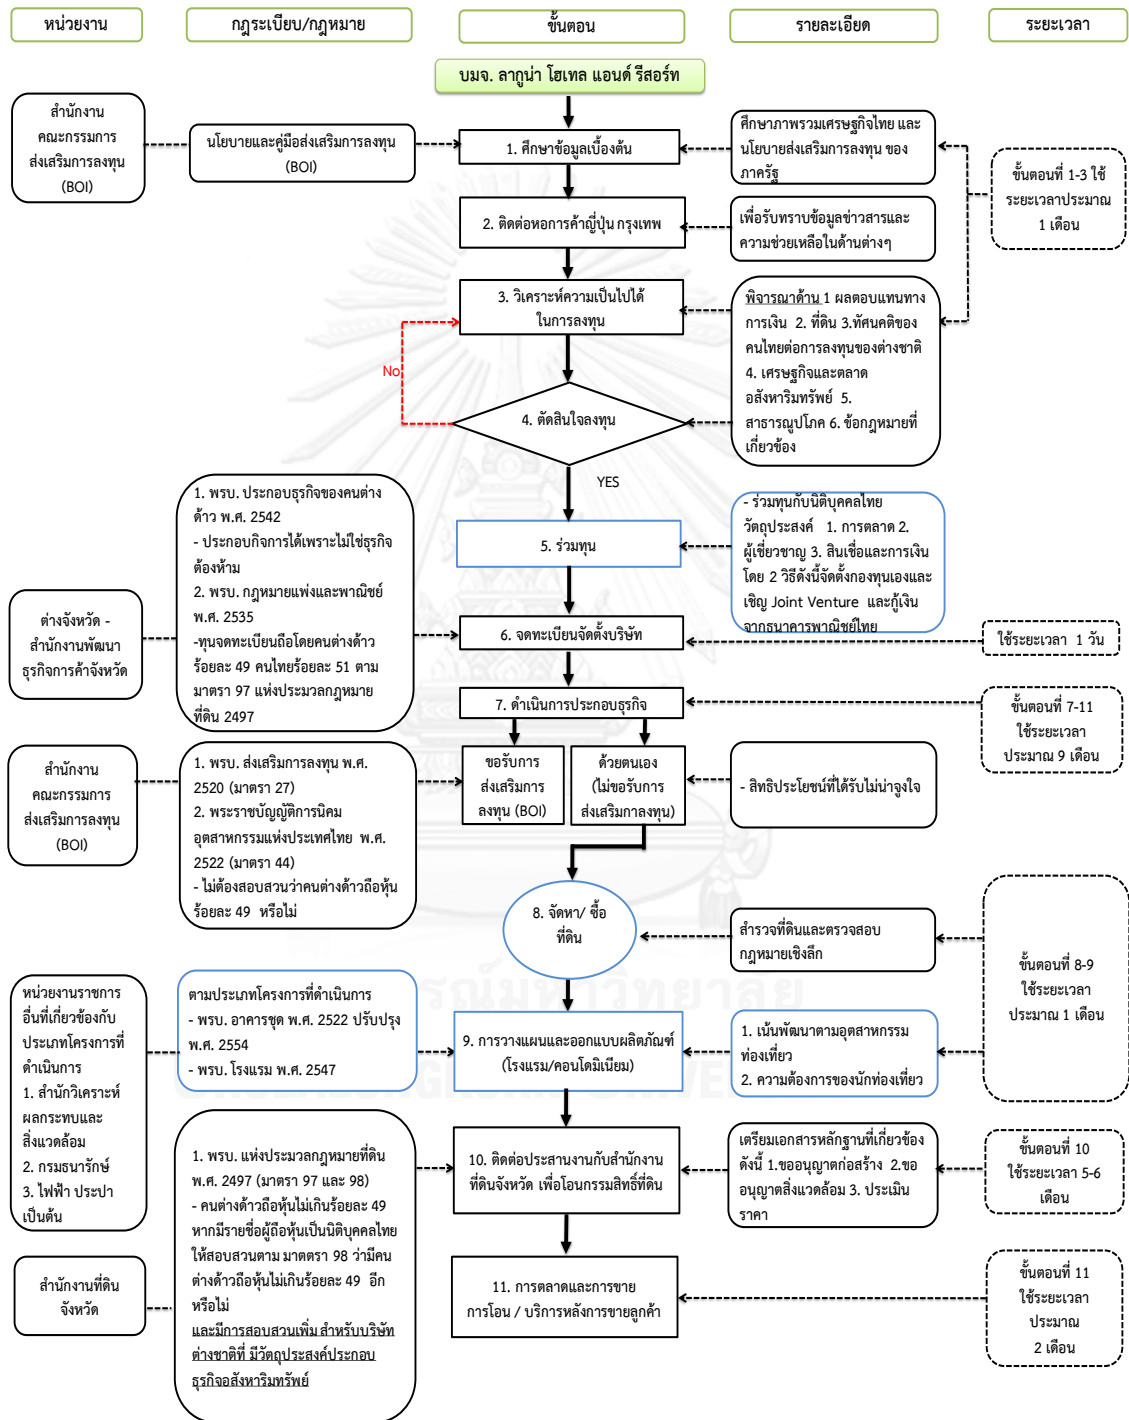 หน่วยงาน
กฎระเบียบ/กฎหมาย
ขั้นตอน
รายละเอียด
ระยะเวลา
บมจ. ลากูน่า โฮเทล แอนด์ รีสอร์ท
สำนักงาน
คณะกรรมการ
ส่งเสริมการลงทุน
(BOI)
นโยบายและคู่มือส่งเสริมการลงทุน
(BOI)
1. ศึกษาข้อมูลเบื้องต้น
ศึกษาภาพรวมเศรษฐกิจไทย และ
นโยบายส่งเสริมการลงทุน ของ
ภาครัฐ
ขั้นตอนที่ 1-3 ใช้
ระยะเวลาประมาณ
1 เดือน
2. ติดต่อหอการค้าญี่ปุ่น กรุงเทพ
เพื่อรับทราบข้อมูลข่าวสารและ
ความช่วยเหลือในด้านต่างๆ
3. วิเคราะห์ความเป็นไปได้
ในการลงทุน
พิจารณาด้าน 1 ผลตอบแทนทาง
การเงิน 2. ที่ดิน 3.ทัศนคติของ
คนไทยต่อการลงทุนของต่างชาติ
4. เศรษฐกิจและตลาด
อสังหาริมทรัพย์ 5.
สาธารณูปโภค 6. ข้อกฎหมายที่
เกี่ยวข้อง
No
4. ตัดสินใจลงทุน
YES
1. พรบ. ประกอบธุรกิจของคนต่าง
ด้าว พ.ศ. 2542
- ประกอบกิจการได้เพราะไม่ใช่ธุรกิจ
ต้องห้าม
2. พรบ. กฎหมายแพ่งและพาณิชย์
พ.ศ. 2535
-ทุนจดทะเบียนถือโดยคนต่างด้าว
ร้อยละ 49 คนไทยร้อยละ 51 ตาม
มาตรา 97 แห่งประมวลกฎหมาย
ที่ดิน 2497
5. ร่วมทุน
- ร่วมทุนกับนิติบุคคลไทย
วัตถุประสงค์ 1. การตลาด 2.
ผู้เชี่ยวชาญ 3. สินเชื่อและการเงิน
โดย 2 วิธีดังนี้จัดตั้งกองทุนเองและ
เชิญ Joint Venture และกู้เงิน
จากธนาคารพาณิชย์ไทย
ต่างจังหวัด -
สำนักงานพัฒนา
ธุรกิจการค้าจังหวัด
6. จดทะเบียนจัดตั้งบริษัท
ใช้ระยะเวลา 1 วัน
7. ดำเนินการประกอบธุรกิจ
ขั้นตอนที่ 7-11
ใช้ระยะเวลา
ประมาณ 9 เดือน
สำนักงาน
คณะกรรมการ
ส่งเสริมการลงทุน
(BOI)
1. พรบ. ส่งเสริมการลงทุน พ.ศ.
2520 (มาตรา 27)
2. พระราชบัญญัติการนิคม
อุตสาหกรรมแห่งประเทศไทย พ.ศ.
2522 (มาตรา 44)
- ไม่ต้องสอบสวนว่าคนต่างด้าวถือหุ้น
ร้อยละ 49 หรือไม่
ขอรับการ
ส่งเสริมการ
ลงทุน (BOI)
ด้วยตนเอง
(ไม่ขอรับการ
ส่งเสริมกาลงทุน)
- สิทธิประโยชน์ที่ได้รับไม่น่าจูงใจ
8. จัดหา/ ซื้อ
ที่ดิน
สำรวจที่ดินและตรวจสอบ
กฎหมายเชิงลึก
ขั้นตอนที่ 8-9
ใช้ระยะเวลา
ประมาณ 1 เดือน
หน่วยงานราชการ
อื่นที่เกี่ยวข้องกับ
ประเภทโครงการที่
ดำเนินการ
1. สำนักวิเคราะห์
ผลกระทบและ
สิ่งแวดล้อม
2. กรมธนารักษ์
3. ไฟฟ้า ประปา
เป็นต้น
ตามประเภทโครงการที่ดำเนินการ
- พรบ. อาคารชุด พ.ศ. 2522 ปรับปรุง
พ.ศ. 2554
- พรบ. โรงแรม พ.ศ. 2547
9. การวางแผนและออกแบบผลิตภัณฑ์
(โรงแรม/คอนโดมิเนียม)
1. เน้นพัฒนาตามอุตสาหกรรม
ท่องเที่ยว
2. ความต้องการของนักท่องเที่ยว
1. พรบ. แห่งประมวลกฎหมายที่ดิน
พ.ศ. 2497 (มาตรา 97 และ 98)
- คนต่างด้าวถือหุ้นไม่เกินร้อยละ 49
หากมีรายชื่อผู้ถือหุ้นเป็นนิติบุคคลไทย
ให้สอบสวนตาม มาตตรา 98 ว่ามีคน
ต่างด้าวถือหุ้นไม่เกินร้อยละ 49 อีก
หรือไม่
และมีการสอบสวนเพิ่ม สำหรับบริษัท
ต่างชาติที่ มีวัตถุประสงค์ประกอบ
ธุรกิจอสังหาริมทรัพย์
10. ติดต่อประสานงานกับสำนักงาน
ที่ดินจังหวัด เพื่อโอนกรรมสิทธิ์ที่ดิน
เตรียมเอกสารหลักฐานที่เกี่ยวข้อง
ดังนี้ 1.ขออนุญาตก่อสร้าง 2.ขอ
อนุญาตสิ่งแวดล้อม 3. ประเมิน
ราคา
ขั้นตอนที่ 10
ใช้ระยะเวลา 5-6
เดือน
สำนักงานที่ดิน
จังหวัด
11. การตลาดและการขาย
การโอน / บริการหลังการขายลูกค้า
ขั้นตอนที่ 11
ใช้ระยะเวลา
ประมาณ
2 เดือน